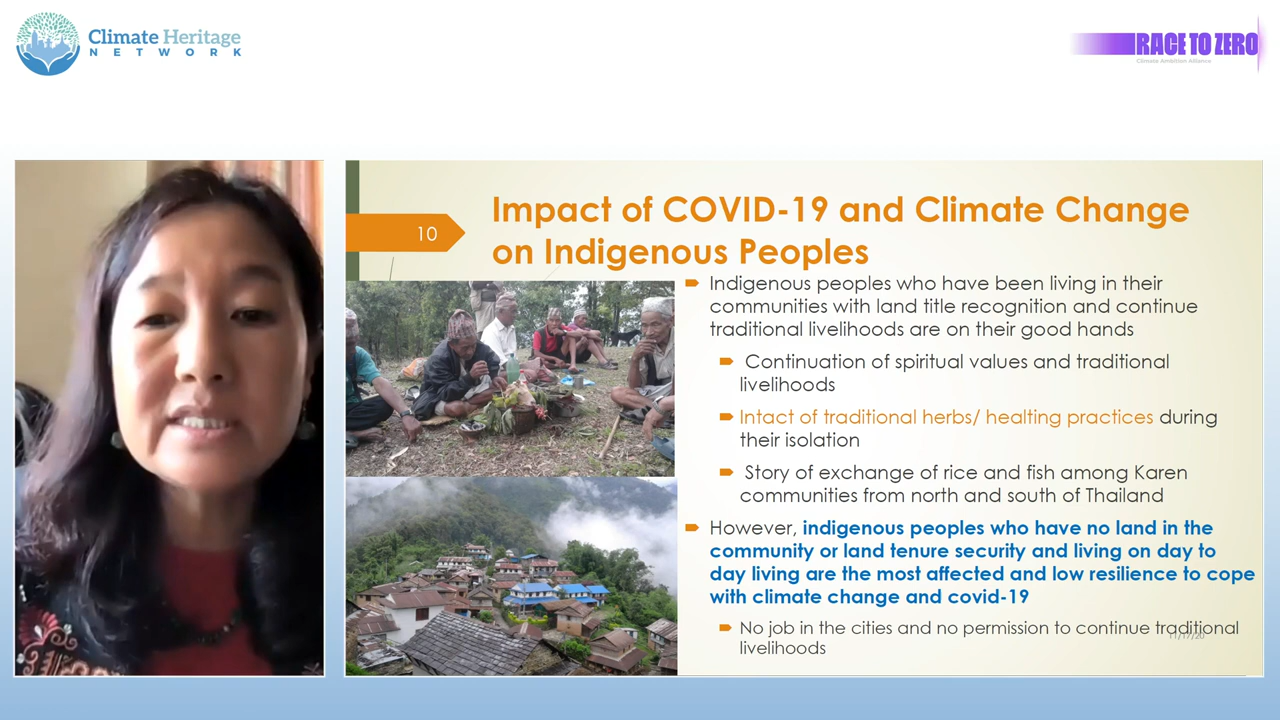 Climate Heritage
NETWORK
RACE TO ZERO
Climate Ambition Alliance
10
Impact of COVID-19 and Climate Change
on Indigenous Peoples
Indigenous peoples who have been living in their
communities with land title recognition and continue
traditional livelihoods are on their good hands
Continuation of spiritual values and traditional
livelihoods
Intact of traditional herbs/ healting practices during
their isolation
Story of exchange of rice and fish among Karen
communities from north and south of Thailand
However, indigenous peoples who have no land in the
community or land tenure security and living on day to
day living are the most affected and low resilience to cope
with climate change and covid-19
No job in the cities and no permission to continue traditional
livelihoods